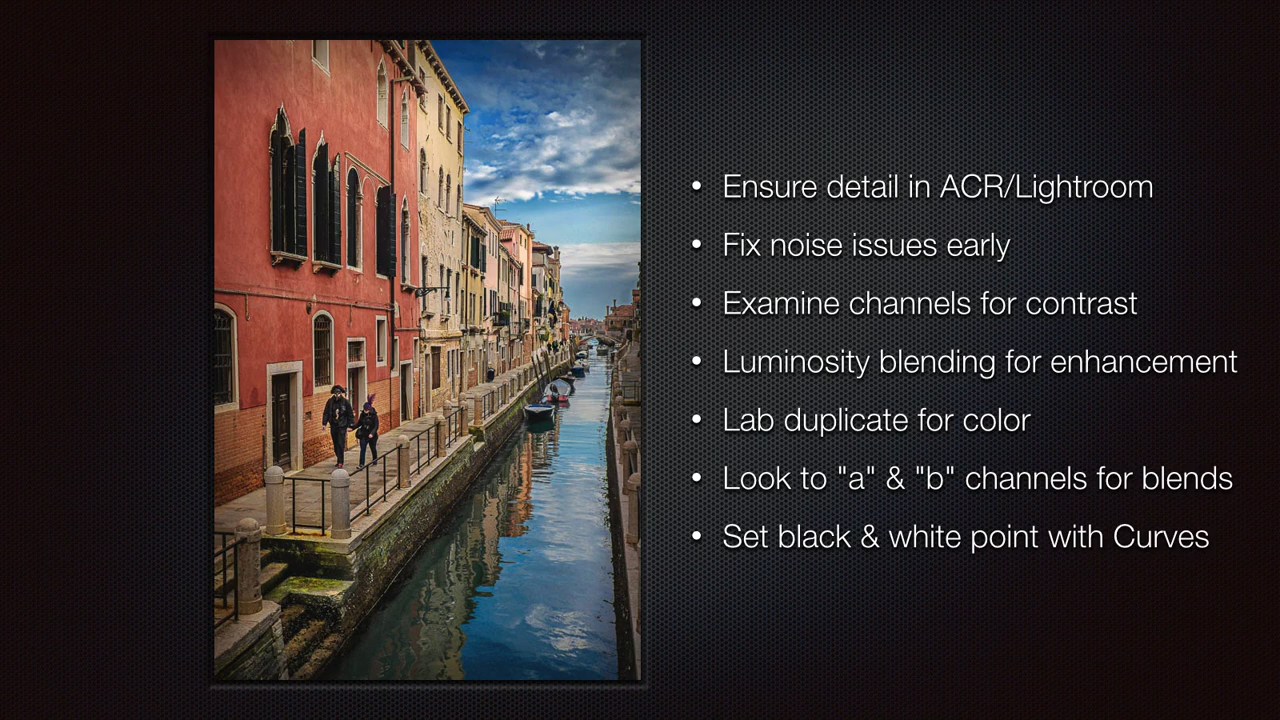 • Ensure detail in ACR/Lightroom
• Fix noise issues early
• Examine channels for contrast
• Luminosity blending for enhancement
• Lab duplicate for color
• Look to "a" & "b" channels for blends
• Set black & white point with Curves